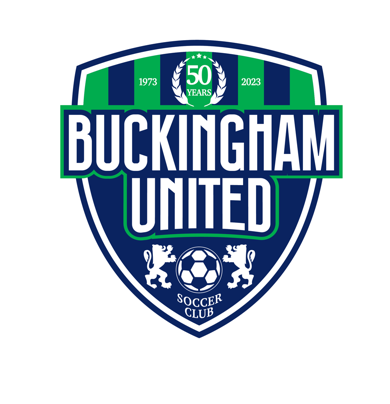 1973 50 2023
YEARS
BUCKINGHAM
UNITED
SOCCER
CLUB